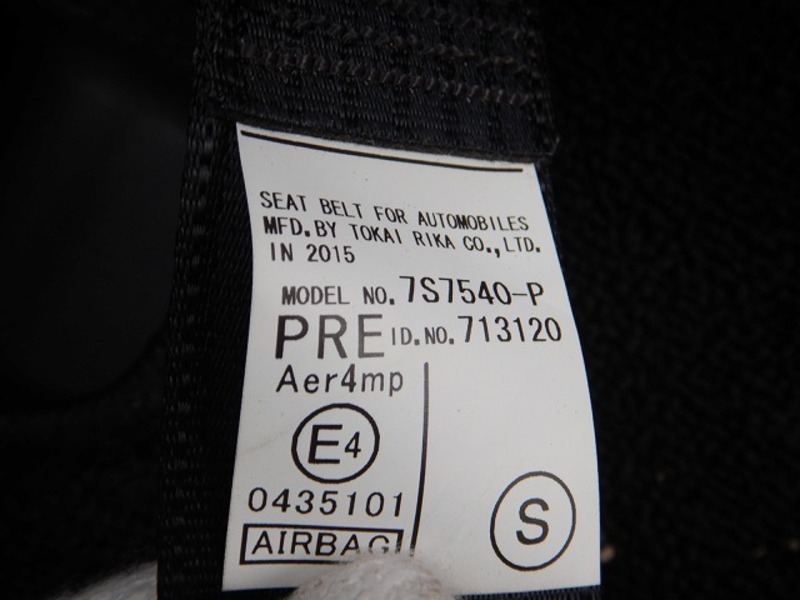 SEAT BELT FOR AUTOMOBILES
MFD.BY TOKAI RIKA CO.,LTD.
IN 2015
MODEL NO.7S7540-P
PRE ID.NO.713120
Aer4mp
E4
0435101
AIRBAG
S